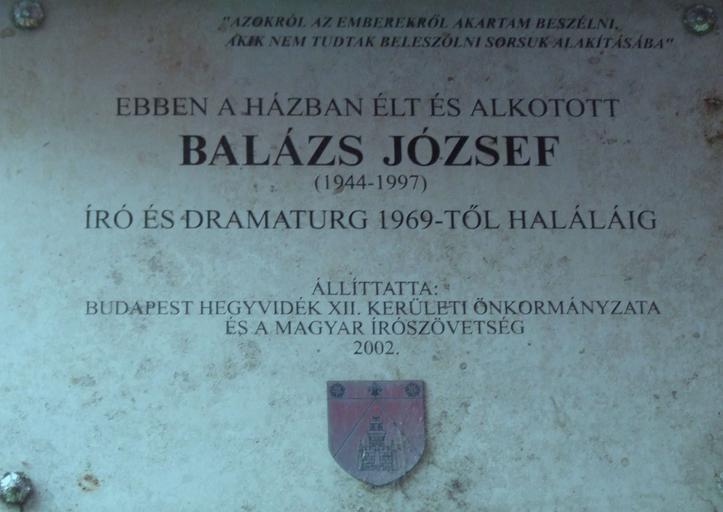 "AZOKRÓL AZ EMBEREKRŐL AKARTAM BESZÉLNI,
AKIK NEM TUDTAK BELESZÓLNI SORSUK ALAKÍTÁSÁBA"
EBBEN A HÁZBAN ÉLT ÉS ALKOTOTT
BALÁZS JÓZSEF
(1944-1997)
ÍRÓ ÉS DRAMATURG 1969-TŐL HALÁLÁIG
ÁLLÍTTATTA:
BUDAPEST HEGYVIDÉK XII. KERÜLETI ÖNKORMÁNYZATA
ÉS A MAGYAR ÍRÓSZÖVETSÉG
2002.